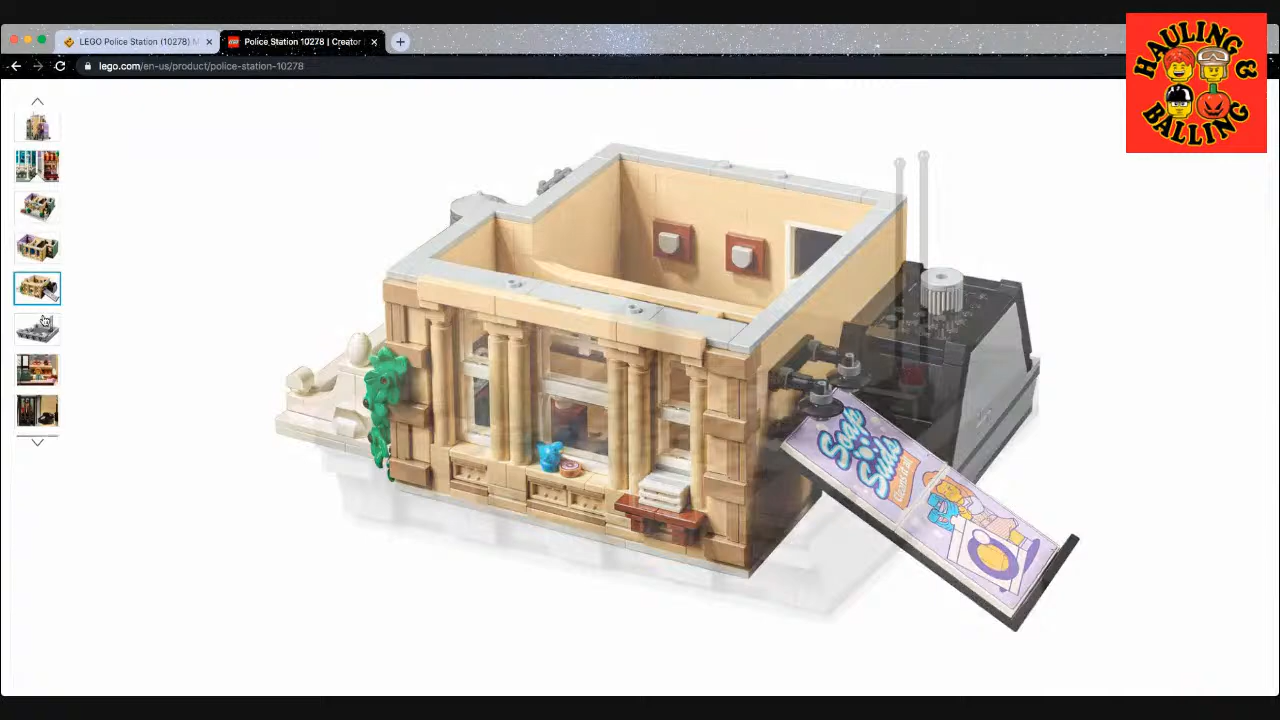 LEGO Police Station (10278) M
Police Station 10278 | Creator
lego.com/en-us/product/police-station-10278
HAULING &
BALLING
Soap
Suds